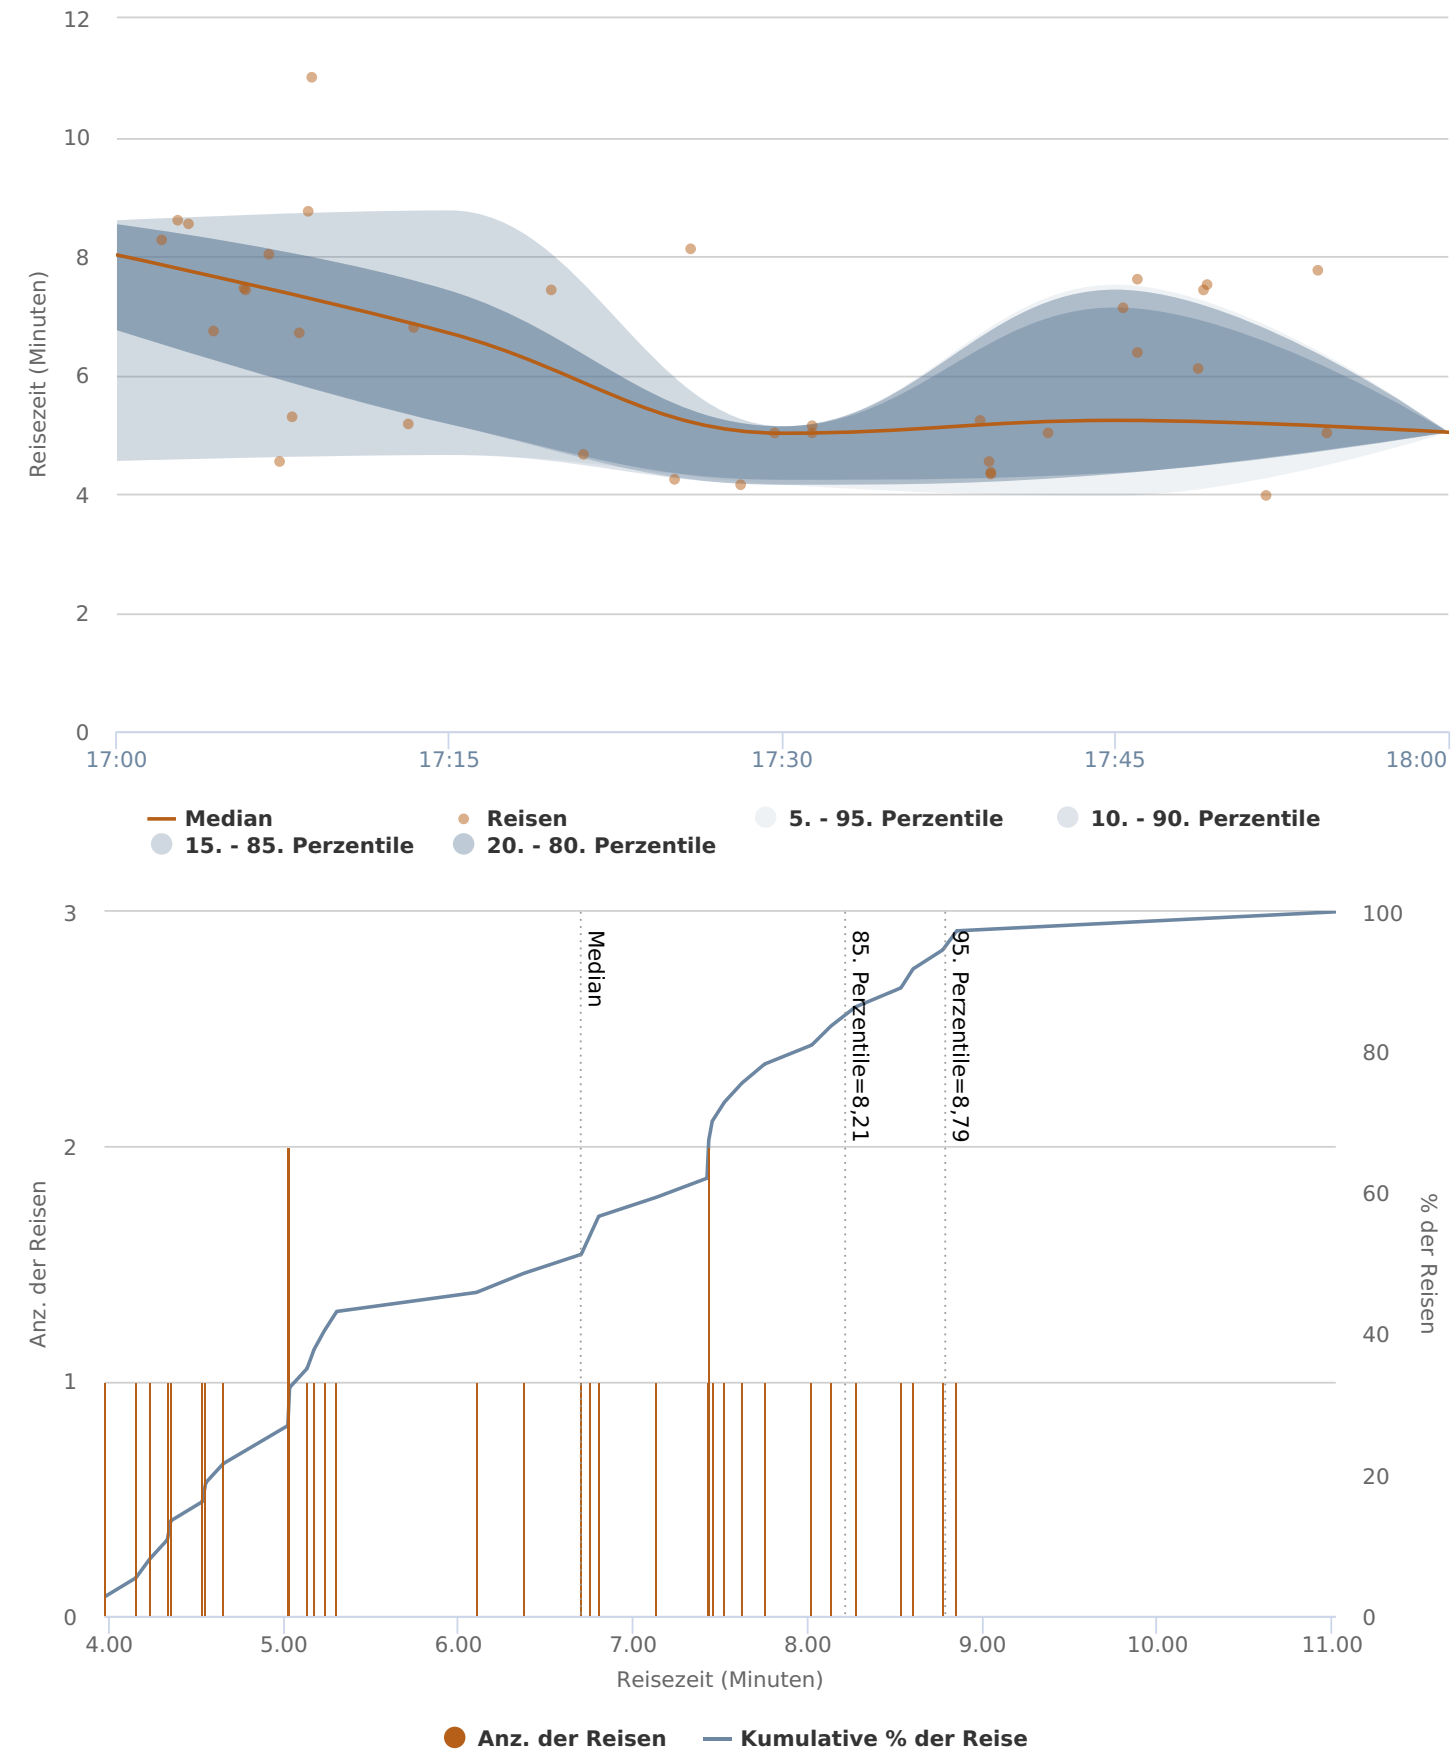 12
10
8
6
4
2
0
Reisezeit (Minuten)
17:00 17:15 17:30 17:45 18:00
Median Reisen 5. - 95. Perzentile 10. - 90. Perzentile
15. - 85. Perzentile 20. - 80. Perzentile
3
2
1
0
Anz. der Reisen
Median
85. Perzentile=8,21
95. Perzentile=8,79
100
80
60
40
20
0
% der Reisen
4.00 5.00 6.00 7.00 8.00 9.00 10.00 11.00
Reisezeit (Minuten)
Anz. der Reisen Kumulative % der Reise